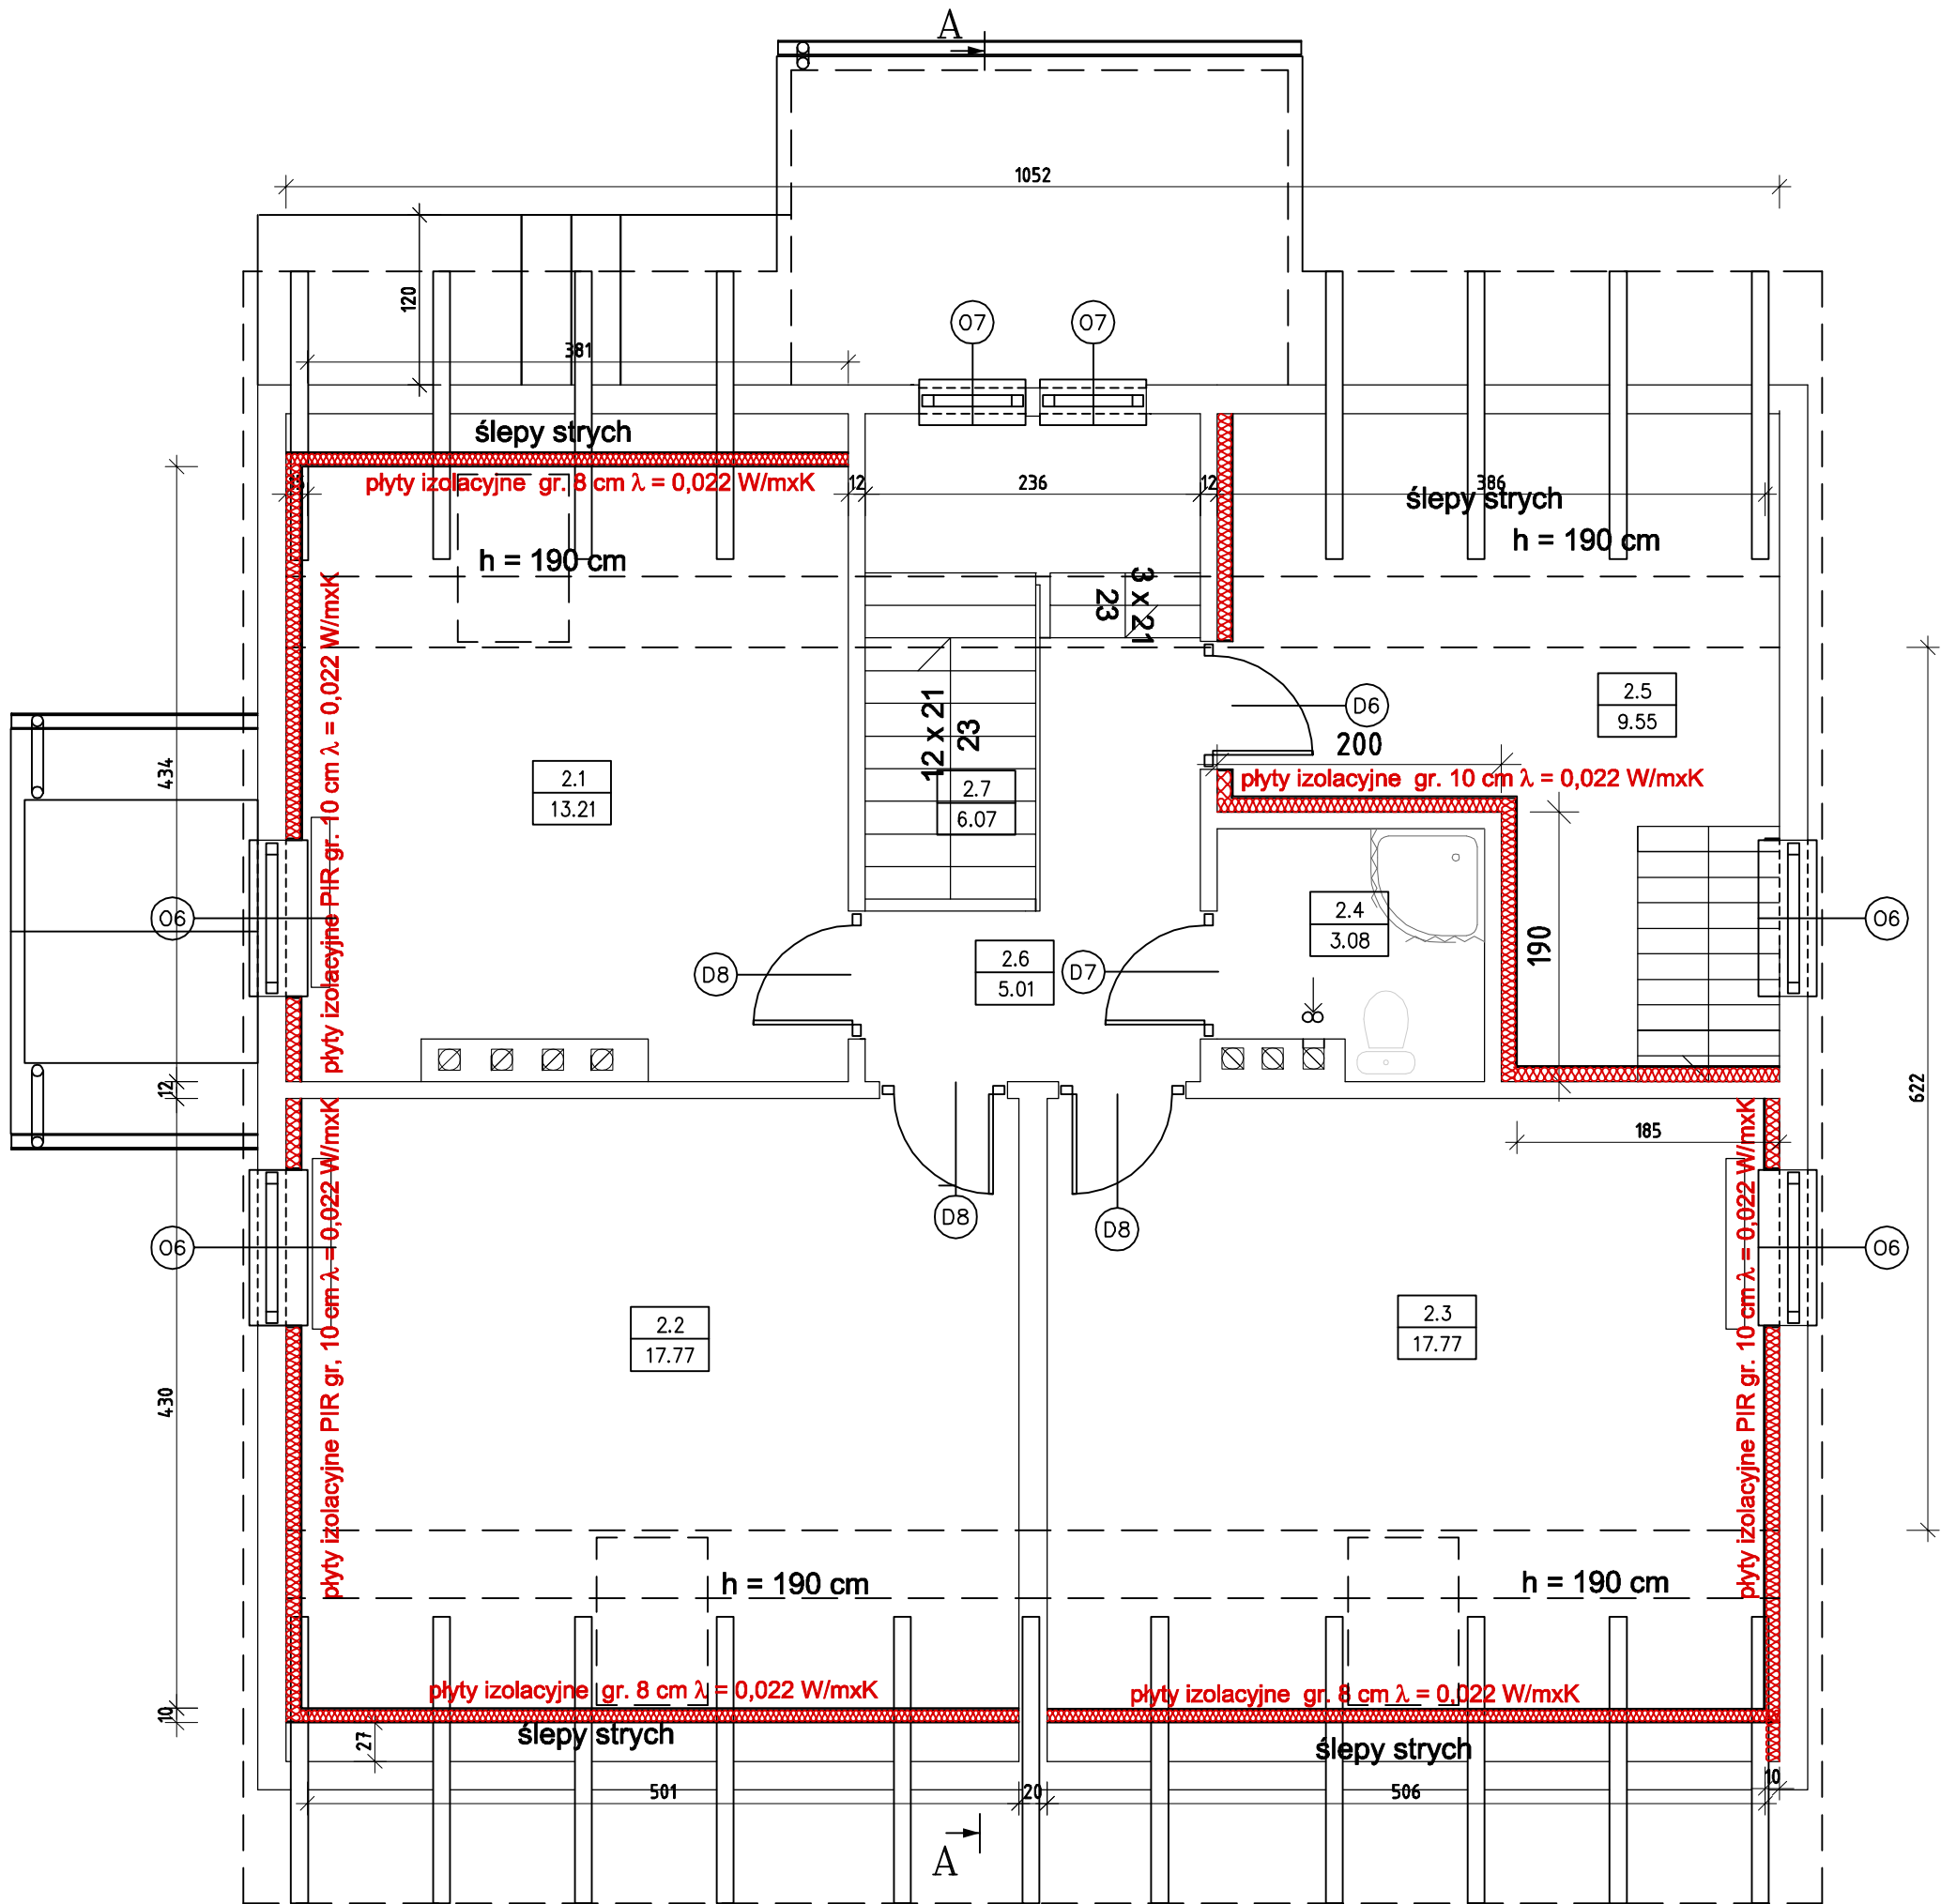 A
1052
120
O7
O7
381
ślepy strych
płyty izolacyjne gr. 8 cm λ = 0,022 W/mxK
12
236
12
386
ślepy strych
h = 190 cm
h = 190 cm
3 x 21
23
płyty izolacyjne PIR gr. 10 cm λ = 0,022 W/mxK
12 x 21
23
D6
200
2.5
9.55
434
2.1
13.21
2.7
6.07
płyty izolacyjne gr. 10 cm λ = 0,022 W/mxK
O6
2.4
3.08
190
O6
D8
2.6
5.01
D7
12
622
185
płyty izolacyjne PIR gr, 10 cm λ = 0,022 W/mxK
płyty izolacyjne PIR gr. 10 cm λ = 0,022 W/mxK
D8
D8
O6
O6
2.2
17.77
2.3
17.77
430
h = 190 cm
h = 190 cm
płyty izolacyjne gr. 8 cm λ = 0,022 W/mxK
płyty izolacyjne gr. 8 cm λ = 0,022 W/mxK
10
27
ślepy strych
ślepy strych
501
20
506
10
A